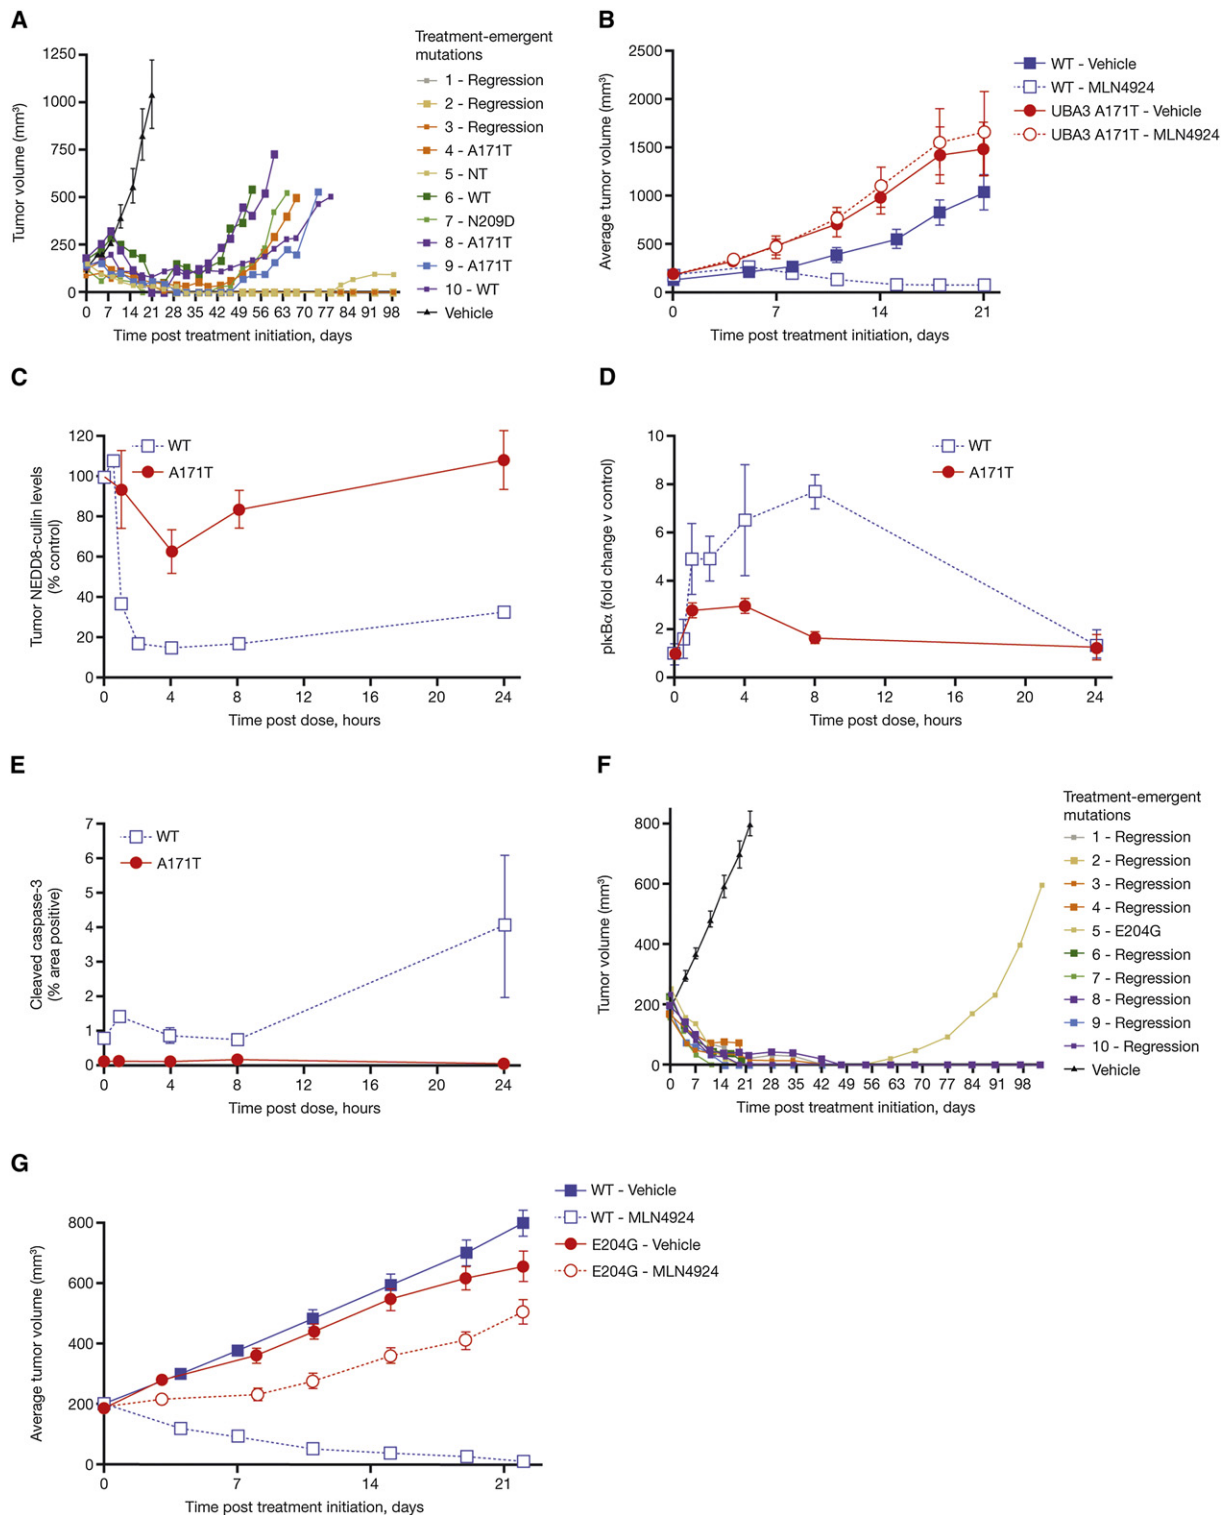 A
Treatment-emergent
mutations
1250
1000
750
500
250
0
Tumor volume (mm³)
0 7 14 21 28 35 42 49 56 63 70 77 84 91 98
Time post treatment initiation, days
1 - Regression
2 - Regression
3 - Regression
4 - A171T
5 - NT
6 - WT
7 - N209D
8 - A171T
9 - A171T
10 - WT
Vehicle
B
2500
2000
1500
1000
500
0
Average tumor volume (mm³)
0 7 14 21
Time post treatment initiation, days
WT - Vehicle
WT - MLN4924
UBA3 A171T - Vehicle
UBA3 A171T - MLN4924
C
120
100
80
60
40
20
0
Tumor NEDD8-cullin levels
(% control)
WT
A171T
0 4 8 12 16 20 24
Time post dose, hours
D
10
8
6
4
2
0
pIκBα (fold change v control)
WT
A171T
0 4 8 12 16 20 24
Time post dose, hours
E
7
6
5
4
3
2
1
0
Cleaved caspase-3
(% area positive)
WT
A171T
0 4 8 12 16 20 24
Time post dose, hours
F
Treatment-emergent
mutations
800
600
400
200
0
Tumor volume (mm³)
0 7 14 21 28 35 42 49 56 63 70 77 84 91 98
Time post treatment initiation, days
1 - Regression
2 - Regression
3 - Regression
4 - Regression
5 - E204G
6 - Regression
7 - Regression
8 - Regression
9 - Regression
10 - Regression
Vehicle
G
800
600
400
200
0
Average tumor volume (mm³)
0 7 14 21
Time post treatment initiation, days
WT - Vehicle
WT - MLN4924
E204G - Vehicle
E204G - MLN4924